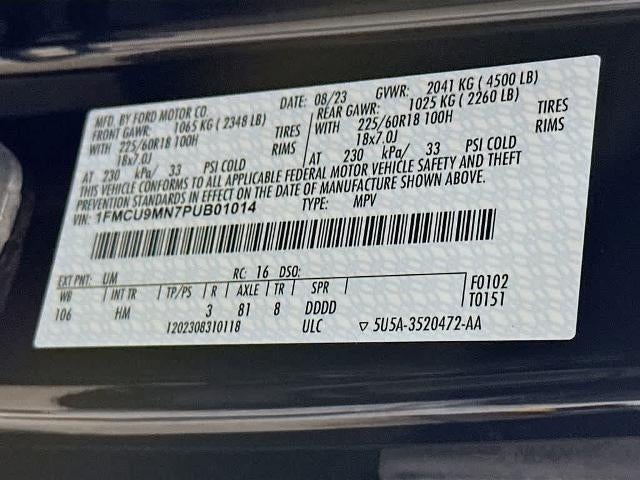 MFD. BY FORD MOTOR CO. DATE: 08/23 GVWR: 2041 KG ( 4500 LB)
FRONT GAWR: 1065 KG ( 2348 LB) REAR GAWR: 1025 KG ( 2260 LB)
WITH 225/60R18 100H TIRES WITH 225/60R18 100H TIRES
18x7.0J RIMS 18x7.0J RIMS
AT 230 kPa/ 33 PSI COLD AT 230 kPa/ 33 PSI COLD
THIS VEHICLE CONFORMS TO ALL APPLICABLE FEDERAL MOTOR VEHICLE SAFETY AND THEFT
PREVENTION STANDARDS IN EFFECT ON THE DATE OF MANUFACTURE SHOWN ABOVE.
VIN: 1FMCU9MN7PUB01014 TYPE: MPV
EXT PNT: UM RC: 16 DSO: F0102
WB INT TR TP/PS R AXLE TR SPR T0151
106 HM 3 81 8 DDDD
1202308310118 ULC ▽ 5U5A-3520472-AA